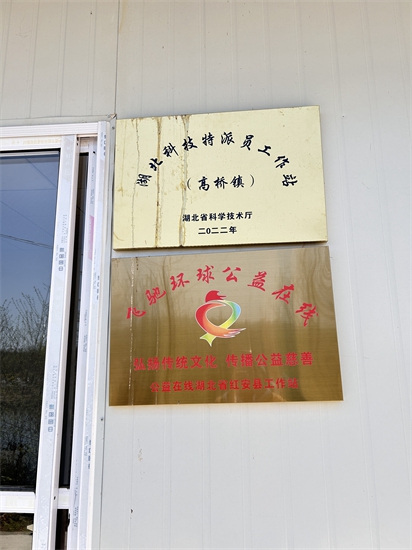 湖北科技特派员工作站
（高桥镇）
湖北省科学技术厅
二〇二二年
飞驰环球公益在线
弘扬传统文化 传播公益慈善
公益在线湖北省红安县工作站